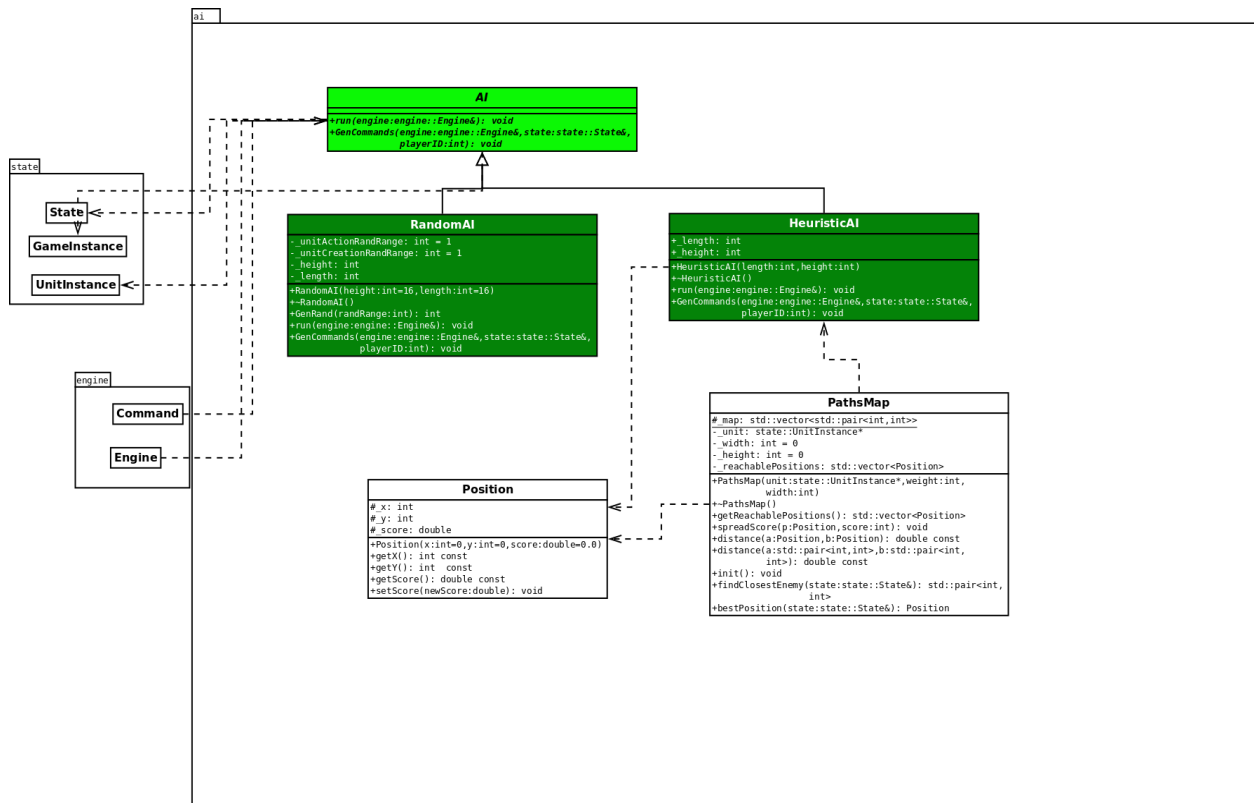 ai
AI
+run(engine:engine::Engine&): void
+GenCommands(engine:engine::Engine&,state:state::State&,
playerID:int): void
state
State
GameInstance
UnitInstance
engine
Command
Engine
RandomAI
-_unitActionRandRange: int = 1
-_unitCreationRandRange: int = 1
-_height: int
-_length: int
+RandomAI(height:int=16,length:int=16)
+~RandomAI()
+GenRand(randRange:int): int
+run(engine:engine::Engine&): void
+GenCommands(engine:engine::Engine&,state:state::State&,
playerID:int): void
HeuristicAI
+_length: int
+_height: int
+HeuristicAI(length:int,height:int)
+~HeuristicAI()
+run(engine:engine::Engine&): void
+GenCommands(engine:engine::Engine&,state:state::State&,
playerID:int): void
Position
#_x: int
#_y: int
#_score: double
+Position(x:int=0,y:int=0,score:double=0.0)
+getX(): int const
+getY(): int  const
+getScore(): double const
+setScore(newScore:double): void
PathsMap
#_map: std::vector<std::pair<int,int>>
-_unit: state::UnitInstance*
-_width: int = 0
-_height: int = 0
-_reachablePositions: std::vector<Position>
+PathsMap(unit:state::UnitInstance*,weight:int,
width:int)
+~PathsMap()
+getReachablePositions(): std::vector<Position>
+spreadScore(p:Position,score:int): void
+distance(a:Position,b:Position): double const
+distance(a:std::pair<int,int>,b:std::pair<int,
int>): double const
+init(): void
+findClosestEnemy(state:state::State&): std::pair<int,
int>
+bestPosition(state:state::State&): Position